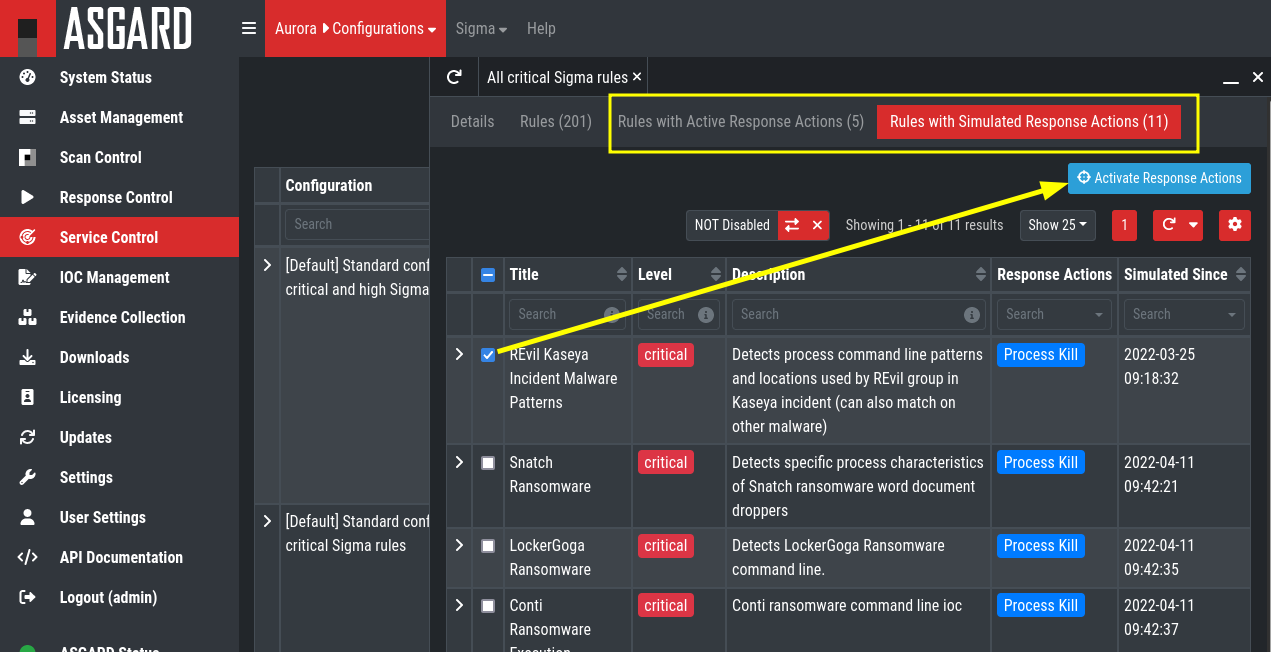 ASGARD
Aurora Configurations
Sigma
Help
System Status
Asset Management
Scan Control
Response Control
Service Control
IOC Management
Evidence Collection
Downloads
Licensing
Updates
Settings
User Settings
API Documentation
Logout (admin)
ASGARD Status
Configuration
Search
[Default] Standard conf
critical and high Sigma
[Default] Standard conf
critical Sigma rules
All critical Sigma rules ×
Details
Rules (201)
Rules with Active Response Actions (5)
Rules with Simulated Response Actions (11)
Activate Response Actions
NOT Disabled
Showing 1 - 11 of 11 results
Show 25
1
Title
Level
Description
Response Actions
Simulated Since
Search
Search
Search
Search
Search
REvil Kaseya
Incident Malware
Patterns
critical
Detects process command line patterns
and locations used by REvil group in
Kaseya incident (can also match on
other malware)
Process Kill
2022-03-25
09:18:32
Snatch
Ransomware
critical
Detects specific process characteristics
of Snatch ransomware word document
droppers
Process Kill
2022-04-11
09:42:21
LockerGoga
Ransomware
critical
Detects LockerGoga Ransomware
command line.
Process Kill
2022-04-11
09:42:35
Conti
Ransomware
Execution
critical
Conti ransomware command line ioc
Process Kill
2022-04-11
09:42:37